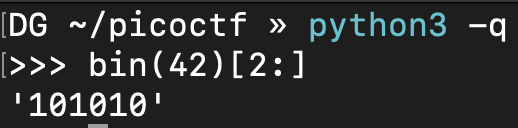 [DG ~/picoctf » python3 -q
[>>> bin(42)[2:]
'101010'